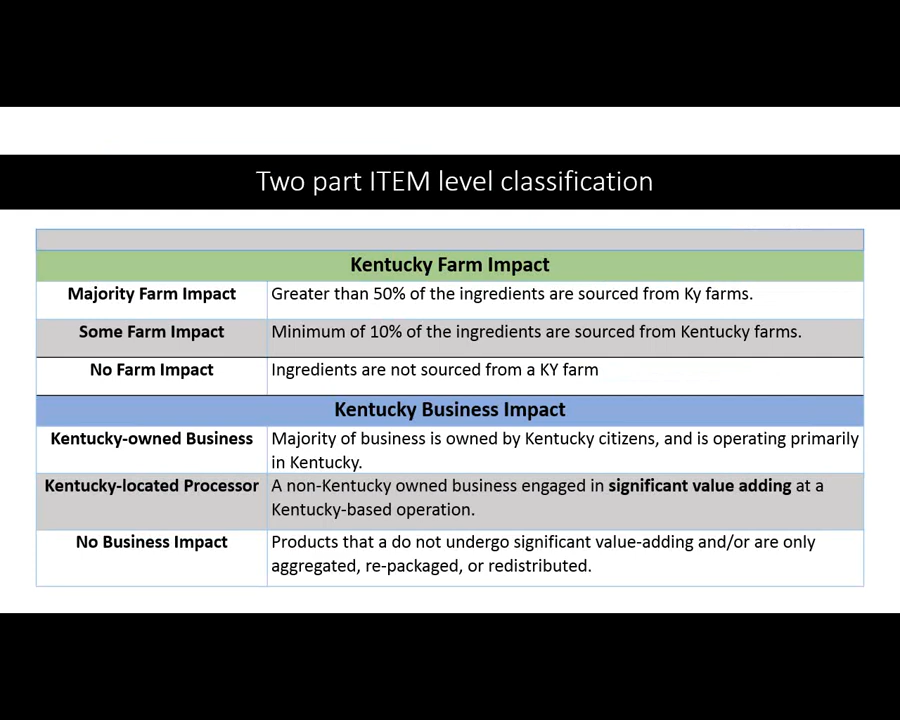 Two part ITEM level classification
Kentucky Farm Impact
Majority Farm Impact
Greater than 50% of the ingredients are sourced from Ky farms.
Some Farm Impact
Minimum of 10% of the ingredients are sourced from Kentucky farms.
No Farm Impact
Ingredients are not sourced from a KY farm
Kentucky Business Impact
Kentucky-owned Business
Majority of business is owned by Kentucky citizens, and is operating primarily
in Kentucky.
Kentucky-located Processor
A non-Kentucky owned business engaged in significant value adding at a
Kentucky-based operation.
No Business Impact
Products that a do not undergo significant value-adding and/or are only
aggregated, re-packaged, or redistributed.